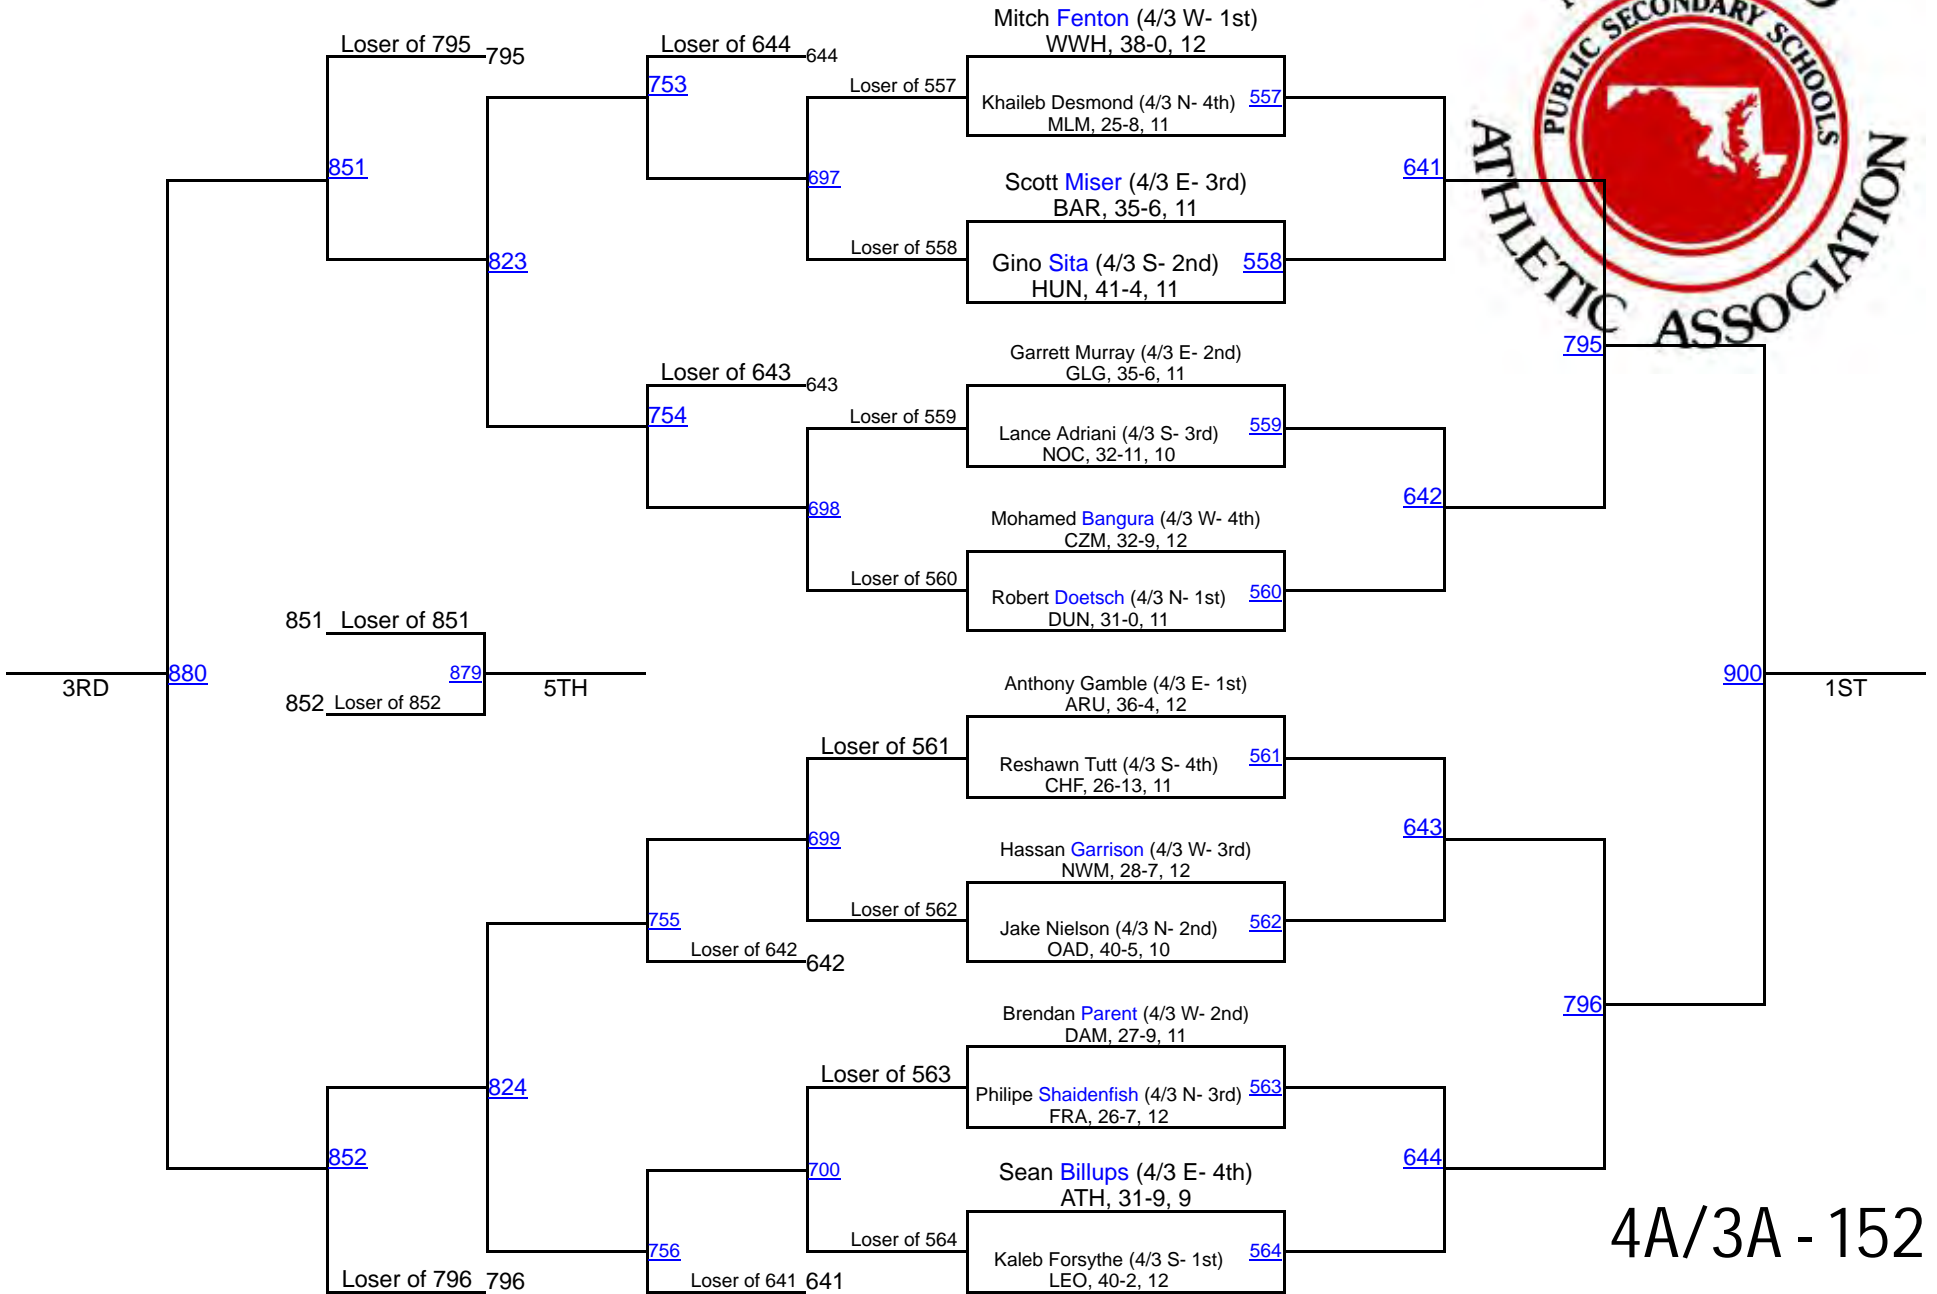 PUBLIC SECONDARY SCHOOLS
ATHLETIC ASSOCIATION
Mitch Fenton (4/3 W- 1st)
WWH, 38-0, 12
Khaileb Desmond (4/3 N- 4th) 557
MLM, 25-8, 11
Scott Miser (4/3 E- 3rd)
BAR, 35-6, 11
Gino Sita (4/3 S- 2nd) 558
HUN, 41-4, 11
Garrett Murray (4/3 E- 2nd)
GLG, 35-6, 11
Lance Adriani (4/3 S- 3rd) 559
NOC, 32-11, 10
Mohamed Bangura (4/3 W- 4th)
CZM, 32-9, 12
Robert Doetsch (4/3 N- 1st) 560
DUN, 31-0, 11
Anthony Gamble (4/3 E- 1st)
ARU, 36-4, 12
Reshawn Tutt (4/3 S- 4th) 561
CHF, 26-13, 11
Hassan Garrison (4/3 W- 3rd)
NWM, 28-7, 12
Jake Nielson (4/3 N- 2nd) 562
OAD, 40-5, 10
Brendan Parent (4/3 W- 2nd)
DAM, 27-9, 11
Philipe Shaidenfish (4/3 N- 3rd) 563
FRA, 26-7, 12
Sean Billups (4/3 E- 4th)
ATH, 31-9, 9
Kaleb Forsythe (4/3 S- 1st) 564
LEO, 40-2, 12
641
642
643
644
795
796
900
1ST
Loser of 557
697
Loser of 558
Loser of 559
698
Loser of 560
Loser of 561
699
Loser of 562
Loser of 563
700
Loser of 564
Loser of 644 644
753
Loser of 643 643
754
755
Loser of 642 642
756
Loser of 641 641
823
824
Loser of 795 795
851
852
Loser of 796 796
880
3RD
851 Loser of 851
879
5TH
852 Loser of 852
4A/3A - 152